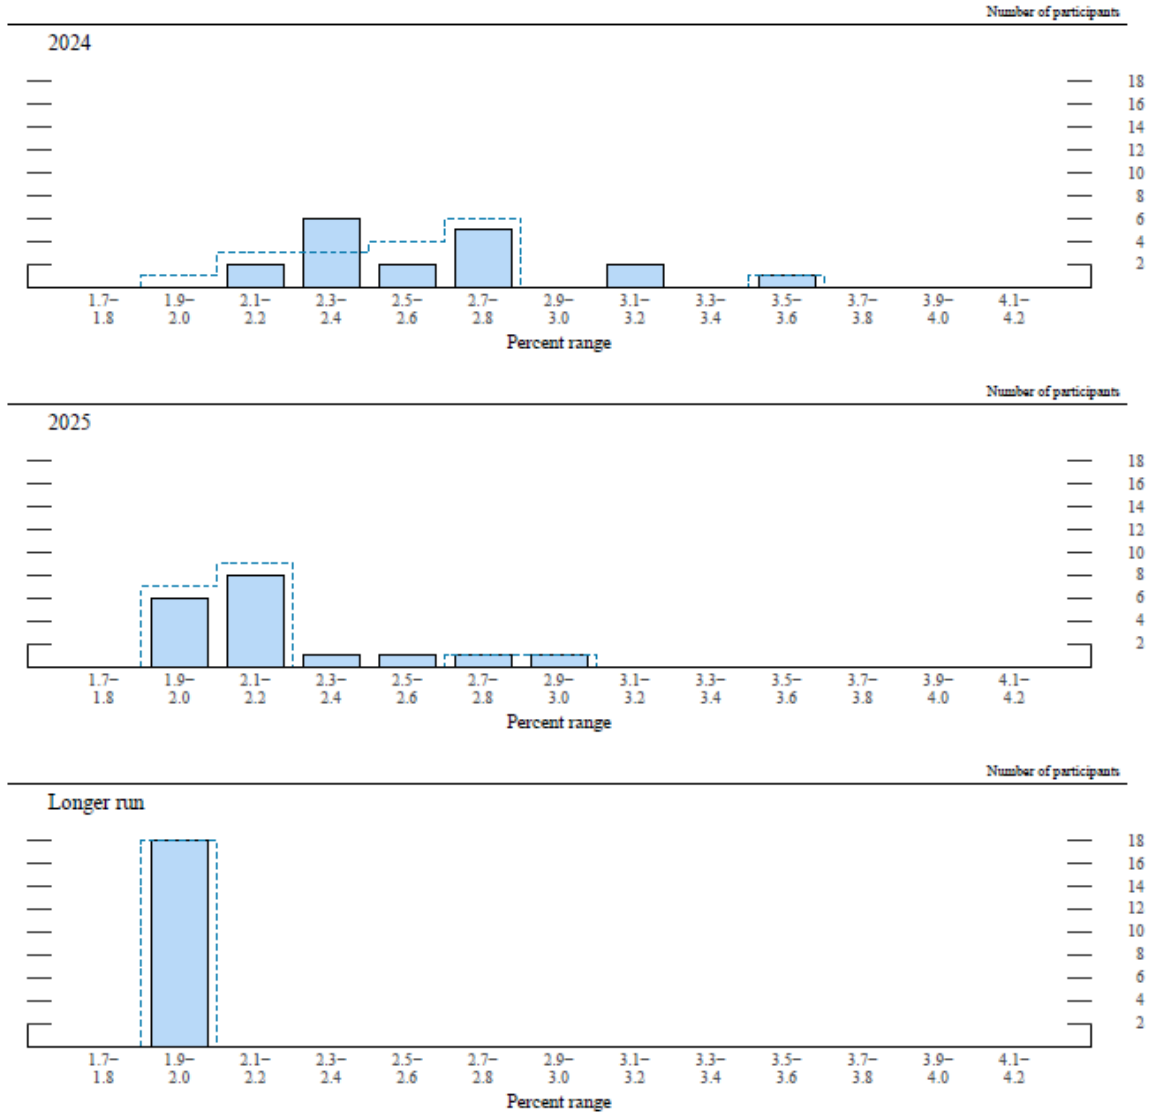 Number of participants
2024
18
16
14
12
10
8
6
4
2
1.7– 1.9– 2.1– 2.3– 2.5– 2.7– 2.9– 3.1– 3.3– 3.5– 3.7– 3.9– 4.1–
1.8 2.0 2.2 2.4 2.6 2.8 3.0 3.2 3.4 3.6 3.8 4.0 4.2
Percent range
Number of participants
2025
18
16
14
12
10
8
6
4
2
1.7– 1.9– 2.1– 2.3– 2.5– 2.7– 2.9– 3.1– 3.3– 3.5– 3.7– 3.9– 4.1–
1.8 2.0 2.2 2.4 2.6 2.8 3.0 3.2 3.4 3.6 3.8 4.0 4.2
Percent range
Number of participants
Longer run
18
16
14
12
10
8
6
4
2
1.7– 1.9– 2.1– 2.3– 2.5– 2.7– 2.9– 3.1– 3.3– 3.5– 3.7– 3.9– 4.1–
1.8 2.0 2.2 2.4 2.6 2.8 3.0 3.2 3.4 3.6 3.8 4.0 4.2
Percent range